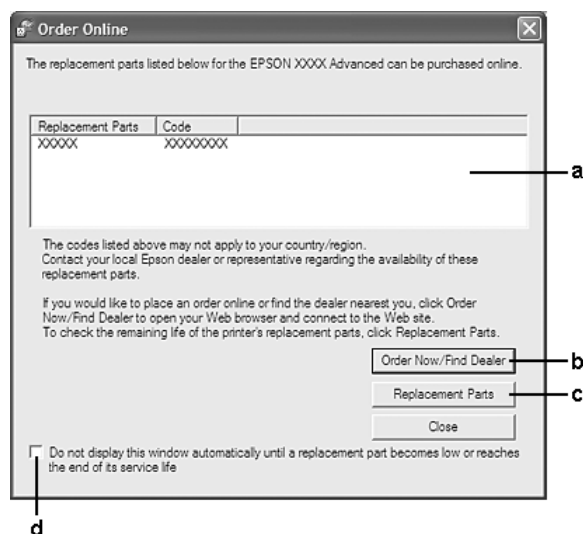 Order Online
The replacement parts listed below for the EPSON XXXX Advanced can be purchased online.
Replacement Parts Code
XXXXX XXXXXXXX
a
The codes listed above may not apply to your country/region.
Contact your local Epson dealer or representative regarding the availability of these
replacement parts.
If you would like to place an order online or find the dealer nearest you, click Order
Now/Find Dealer to open your Web browser and connect to the Web site.
To check the remaining life of the printer's replacement parts, click Replacement Parts.
Order Now/Find Dealer b
Replacement Parts c
Close
Do not display this window automatically until a replacement part becomes low or reaches
the end of its service life
d